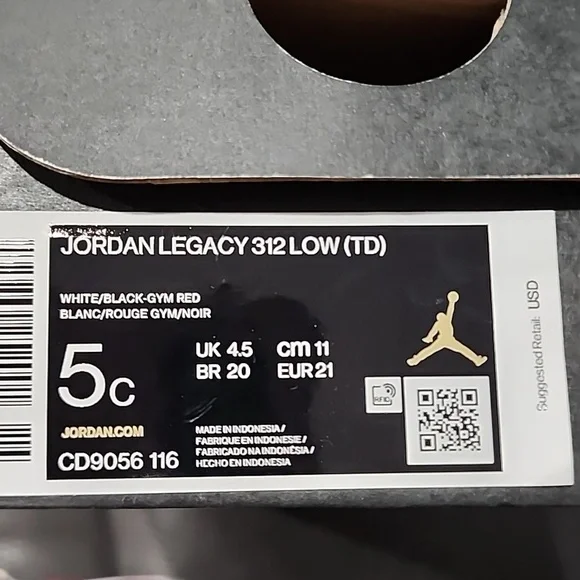 JORDAN LEGACY 312 LOW (TD)
WHITE/BLACK-GYM RED
BLANC/ROUGE GYM/NOIR
5C
UK 4.5 cm 11
BR 20 EUR 21
RFID
JORDAN.COM
CD9056 116
MADE IN INDONESIA /
FABRIQUE EN INDONESIE /
FABRICADO NA INDONÉSIA /
HECHO EN INDONESIA
Suggested Retail: USD